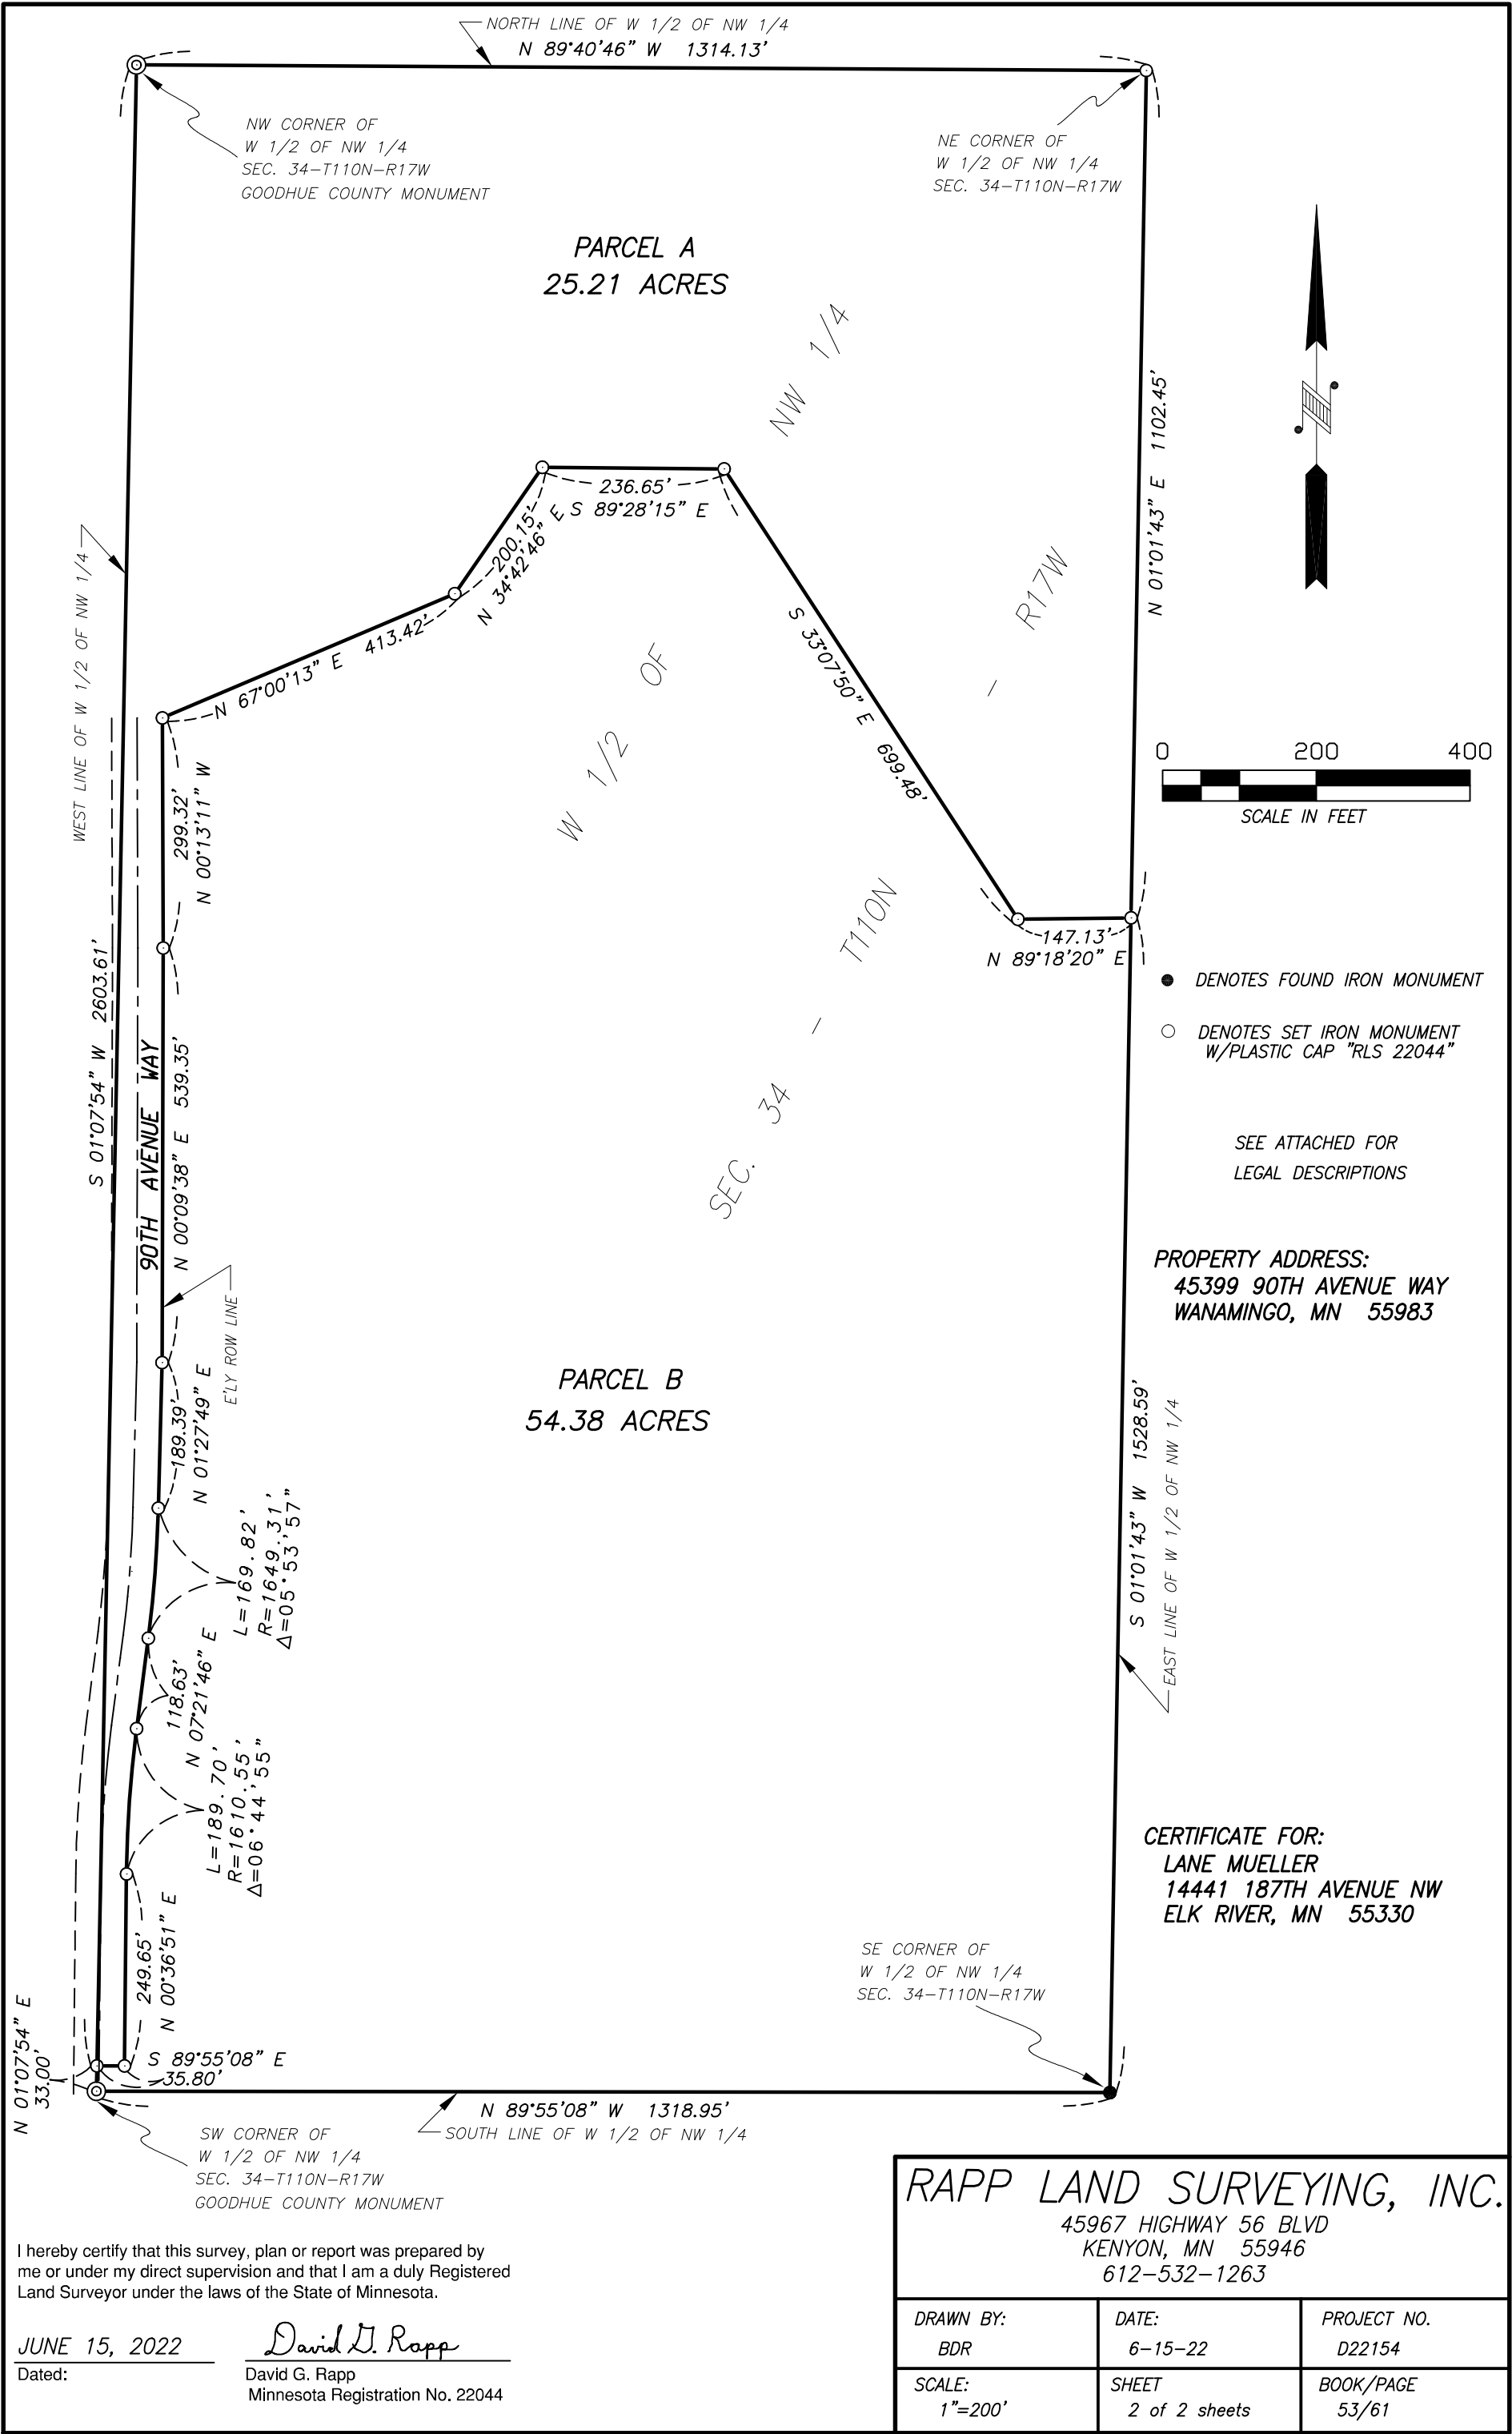 NORTH LINE OF W 1/2 OF NW 1/4
N 89°40'46" W 1314.13'
NW CORNER OF
W 1/2 OF NW 1/4
SEC. 34-T110N-R17W
GOODHUE COUNTY MONUMENT
NE CORNER OF
W 1/2 OF NW 1/4
SEC. 34-T110N-R17W
PARCEL A
25.21 ACRES
W 1/2 OF NW 1/4
SEC. 34 - T110N - R17W
N 01°01'43" E 1102.45'
236.65'
S 89°28'15" E
200.15'
N 34°42'46" E
N 67°00'13" E 413.42'
S 33°07'50" E 699.48'
147.13'
N 89°18'20" E
WEST LINE OF W 1/2 OF NW 1/4
S 01°07'54" W 2603.61'
299.32'
N 00°13'11" W
90TH AVENUE WAY
N 00°09'38" E 539.35'
E'LY ROW LINE
189.39'
N 01°27'49" E
L=169.82'
R=1649.31'
Δ=05°53'57"
118.63'
N 07°21'46" E
L=189.70'
R=1610.55'
Δ=06°44'55"
249.65'
N 00°36'51" E
S 89°55'08" E
35.80'
N 01°07'54" E
33.00'
PARCEL B
54.38 ACRES
S 01°01'43" W 1528.59'
EAST LINE OF W 1/2 OF NW 1/4
SE CORNER OF
W 1/2 OF NW 1/4
SEC. 34-T110N-R17W
N 89°55'08" W 1318.95'
SOUTH LINE OF W 1/2 OF NW 1/4
SW CORNER OF
W 1/2 OF NW 1/4
SEC. 34-T110N-R17W
GOODHUE COUNTY MONUMENT
0 200 400
SCALE IN FEET
DENOTES FOUND IRON MONUMENT
DENOTES SET IRON MONUMENT
W/PLASTIC CAP "RLS 22044"
SEE ATTACHED FOR
LEGAL DESCRIPTIONS
PROPERTY ADDRESS:
45399 90TH AVENUE WAY
WANAMINGO, MN 55983
CERTIFICATE FOR:
LANE MUELLER
14441 187TH AVENUE NW
ELK RIVER, MN 55330
I hereby certify that this survey, plan or report was prepared by
me or under my direct supervision and that I am a duly Registered
Land Surveyor under the laws of the State of Minnesota.
JUNE 15, 2022
Dated:
David G. Rapp
David G. Rapp
Minnesota Registration No. 22044
RAPP LAND SURVEYING, INC.
45967 HIGHWAY 56 BLVD
KENYON, MN 55946
612-532-1263
DRAWN BY:
BDR
DATE:
6-15-22
PROJECT NO.
D22154
SCALE:
1"=200'
SHEET
2 of 2 sheets
BOOK/PAGE
53/61